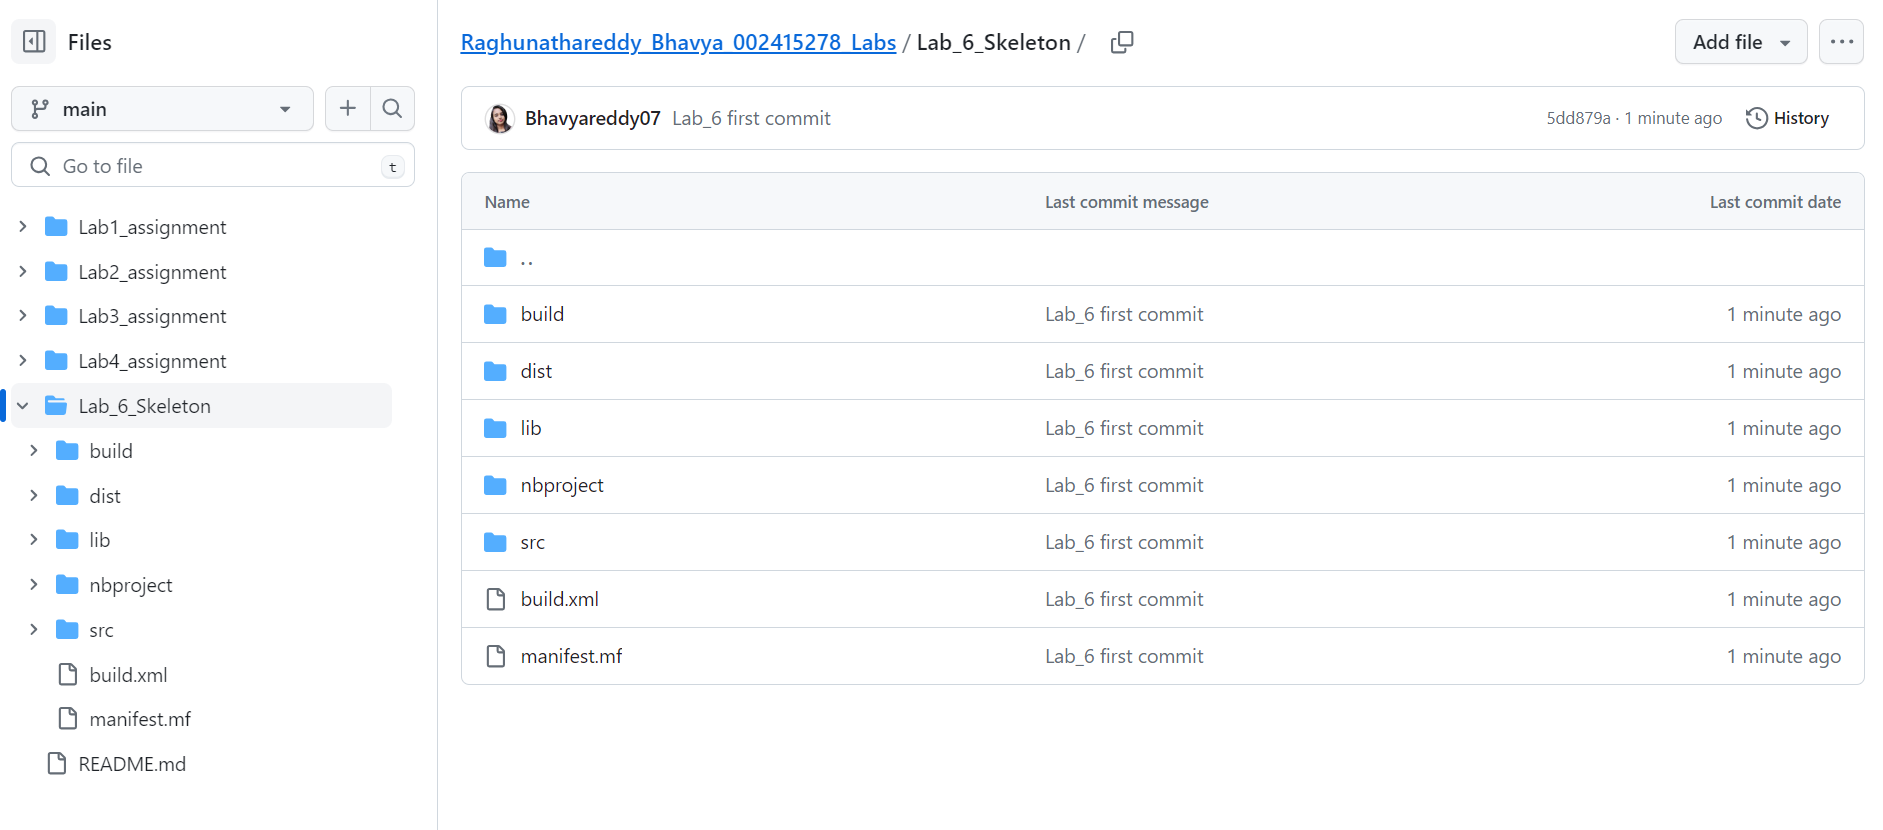 Files
main
Go to file
t
Lab1_assignment
Lab2_assignment
Lab3_assignment
Lab4_assignment
Lab_6_Skeleton
build
dist
lib
nbproject
src
build.xml
manifest.mf
README.md
Raghunathareddy_Bhavya_002415278_Labs / Lab_6_Skeleton /
Add file
Bhavyareddy07 Lab_6 first commit 5dd879a · 1 minute ago History
Name Last commit message Last commit date
..
build Lab_6 first commit 1 minute ago
dist Lab_6 first commit 1 minute ago
lib Lab_6 first commit 1 minute ago
nbproject Lab_6 first commit 1 minute ago
src Lab_6 first commit 1 minute ago
build.xml Lab_6 first commit 1 minute ago
manifest.mf Lab_6 first commit 1 minute ago